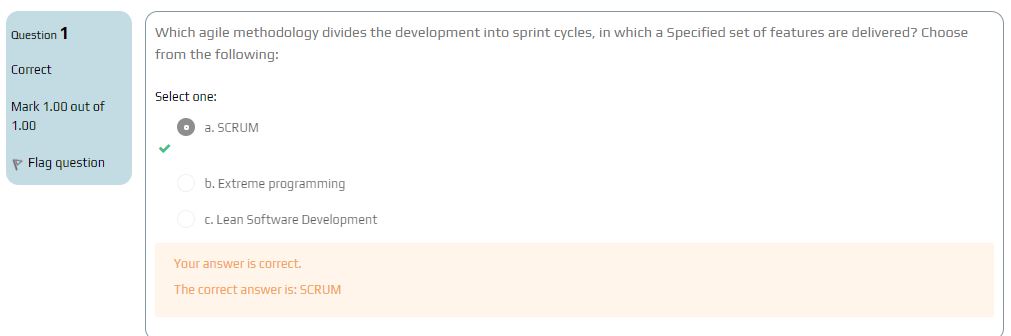 Question 1
Correct
Mark 1.00 out of
1.00
Flag question
Which agile methodology divides the development into sprint cycles, in which a Specified set of features are delivered? Choose
from the following:
Select one:
a. SCRUM
b. Extreme programming
c. Lean Software Development
Your answer is correct.
The correct answer is: SCRUM